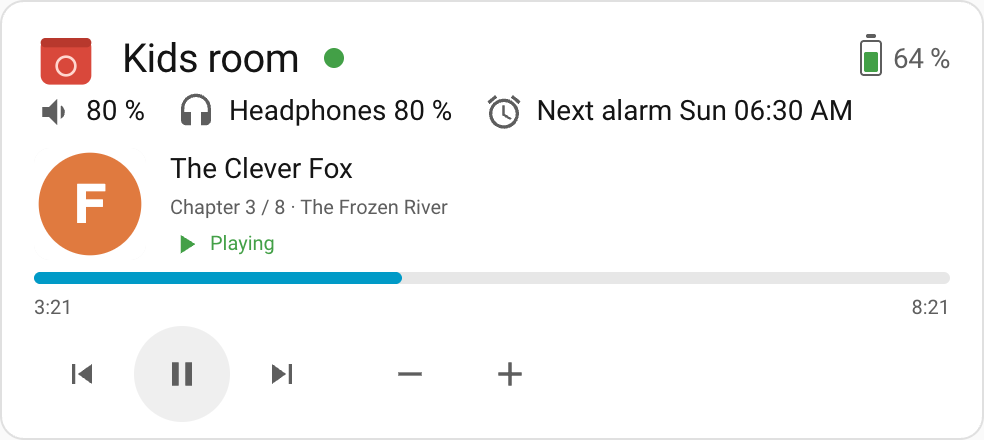 Kids room 64 %
80 % Headphones 80 % Next alarm Sun 06:30 AM
F
The Clever Fox
Chapter 3 / 8 · The Frozen River
Playing
3:21 8:21